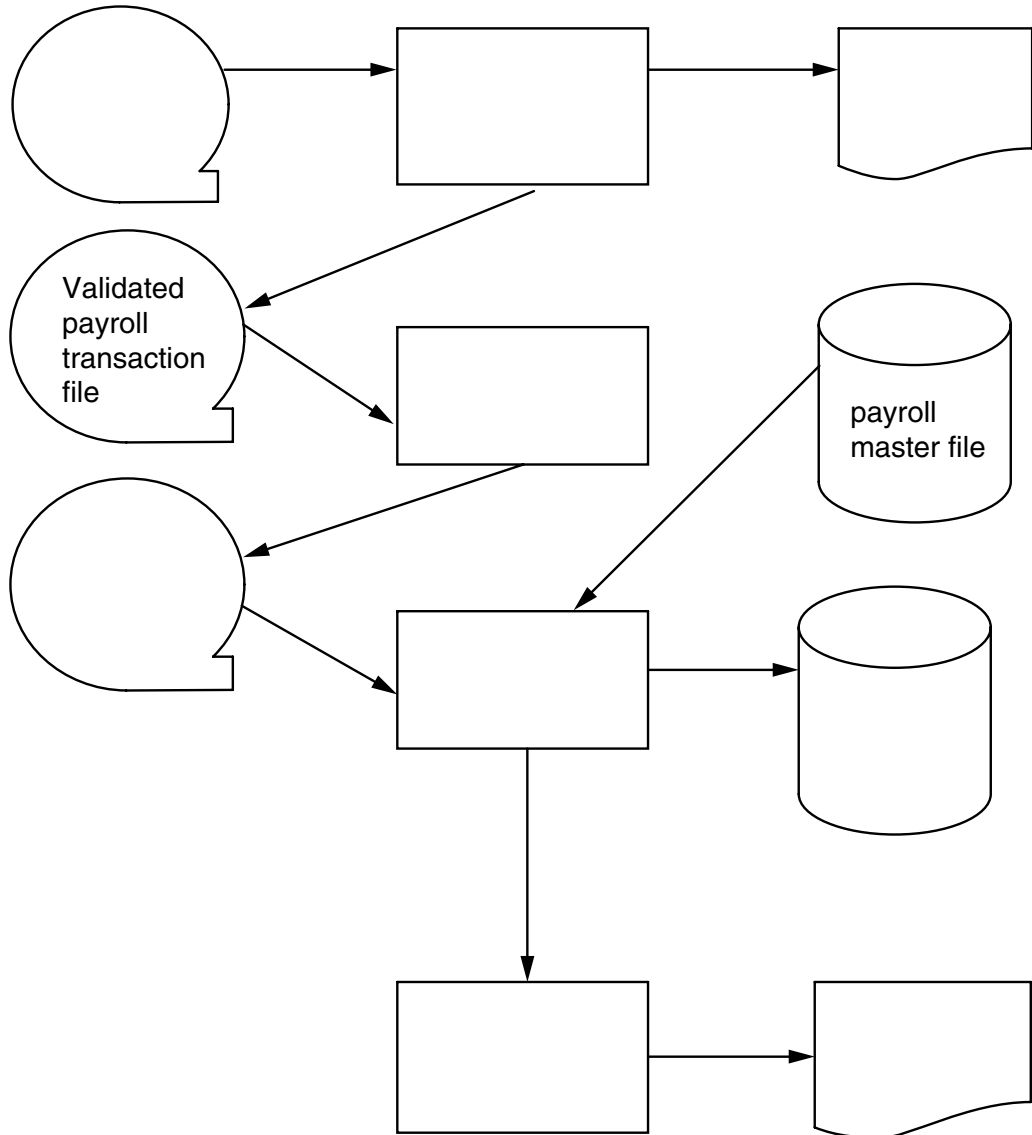 Validated
payroll
transaction
file
payroll
master file